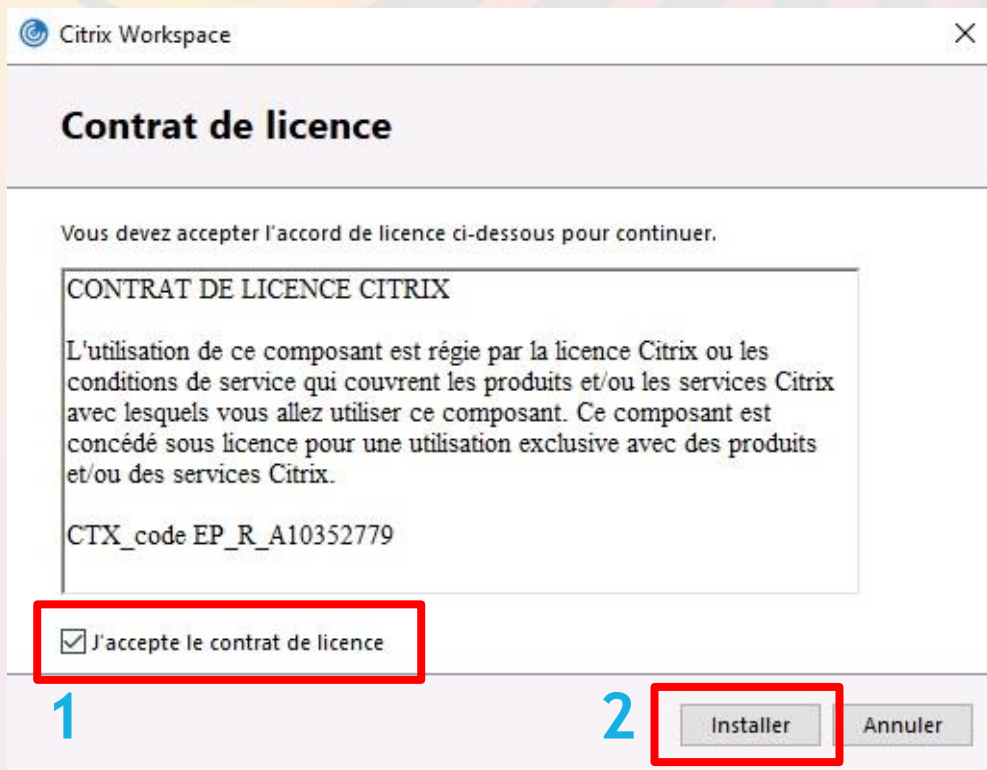 Citrix Workspace
Contrat de licence
Vous devez accepter l'accord de licence ci-dessous pour continuer.
CONTRAT DE LICENCE CITRIX
L'utilisation de ce composant est régie par la licence Citrix ou les
conditions de service qui couvrent les produits et/ou les services Citrix
avec lesquels vous allez utiliser ce composant. Ce composant est
concédé sous licence pour une utilisation exclusive avec des produits
et/ou des services Citrix.
CTX_code EP_R_A10352779
J'accepte le contrat de licence
1
2
Installer
Annuler